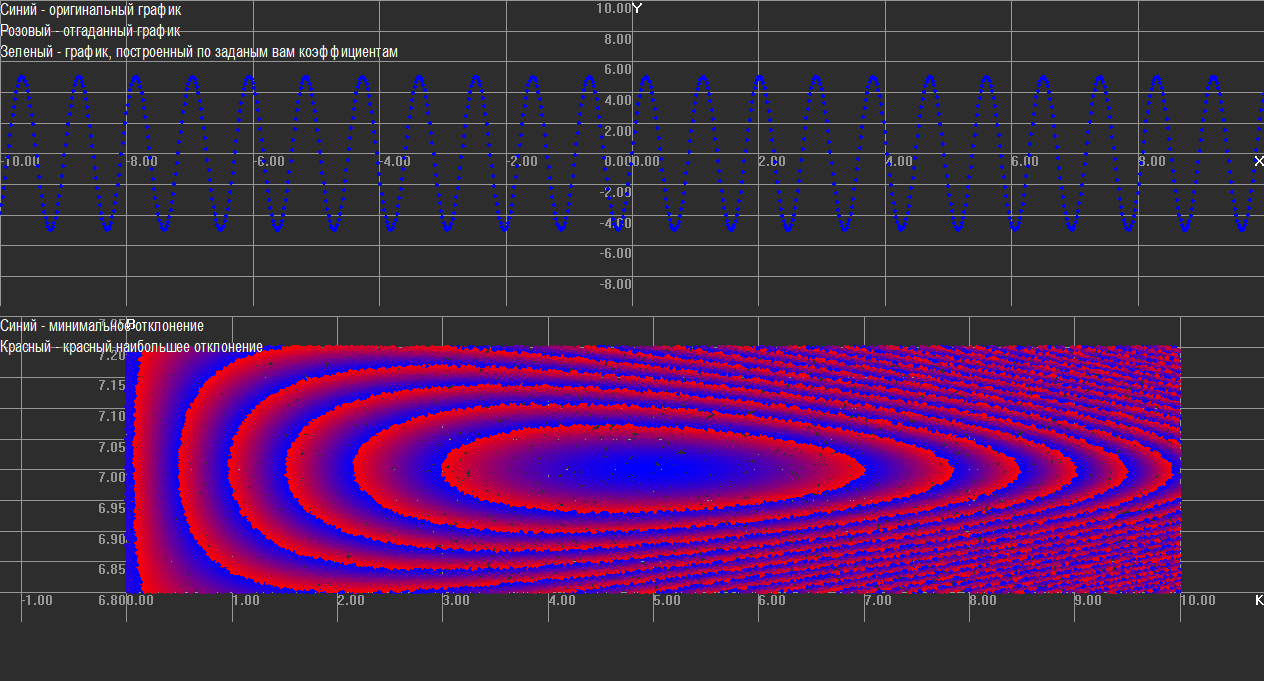 Синий - оригинальный график
Розовый - отгаданный график
Зеленый - график, построенный по заданым вам коэффициентам
10.00 Y
8.00
6.00
4.00
2.00
-10.00 -8.00 -6.00 -4.00 -2.00 0.00 0.00 2.00 4.00 6.00 8.00 X
-2.00
-4.00
-6.00
-8.00
Синий - минимальное отклонение
Красный - красный наибольшее отклонение
7.20
7.15
7.10
7.05
7.00
6.95
6.90
6.85
-1.00 6.80 0.00 1.00 2.00 3.00 4.00 5.00 6.00 7.00 8.00 9.00 10.00 K